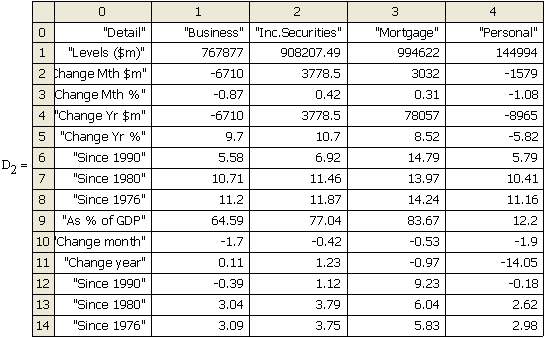 0 1 2 3 4
0 "Detail" "Business" "Inc.Securities" "Mortgage" "Personal"
1 "Levels ($m)" 767877 908207.49 994622 144994
2 Change Mth $m" -6710 3778.5 3032 -1579
3 Change Mth %" -0.87 0.42 0.31 -1.08
4 "Change Yr $m" -6710 3778.5 78057 -8965
5 "Change Yr %" 9.7 10.7 8.52 -5.82
D2 = 6 "Since 1990" 5.58 6.92 14.79 5.79
7 "Since 1980" 10.71 11.46 13.97 10.41
8 "Since 1976" 11.2 11.87 14.24 11.16
9 "As % of GDP" 64.59 77.04 83.67 12.2
10 "Change month" -1.7 -0.42 -0.53 -1.9
11 "Change year" 0.11 1.23 -0.97 -14.05
12 "Since 1990" -0.39 1.12 9.23 -0.18
13 "Since 1980" 3.04 3.79 6.04 2.62
14 "Since 1976" 3.09 3.75 5.83 2.98